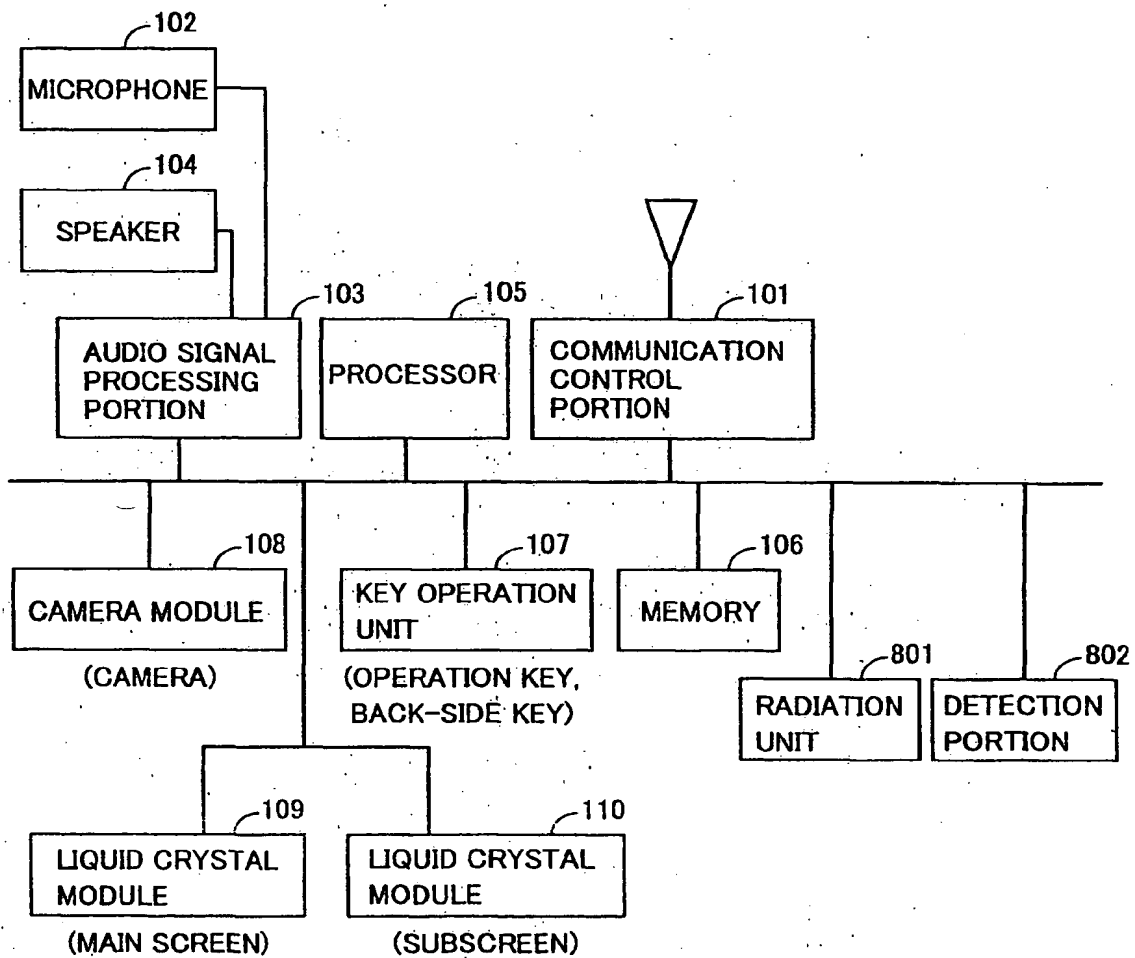 102
MICROPHONE
104
SPEAKER
103
AUDIO SIGNAL
PROCESSING
PORTION
105
PROCESSOR
101
COMMUNICATION
CONTROL
PORTION
108
CAMERA MODULE
(CAMERA)
107
KEY OPERATION
UNIT
(OPERATION KEY,
BACK-SIDE KEY)
106
MEMORY
801
RADIATION
UNIT
802
DETECTION
PORTION
109
LIQUID CRYSTAL
MODULE
(MAIN SCREEN)
110
LIQUID CRYSTAL
MODULE
(SUBSCREEN)